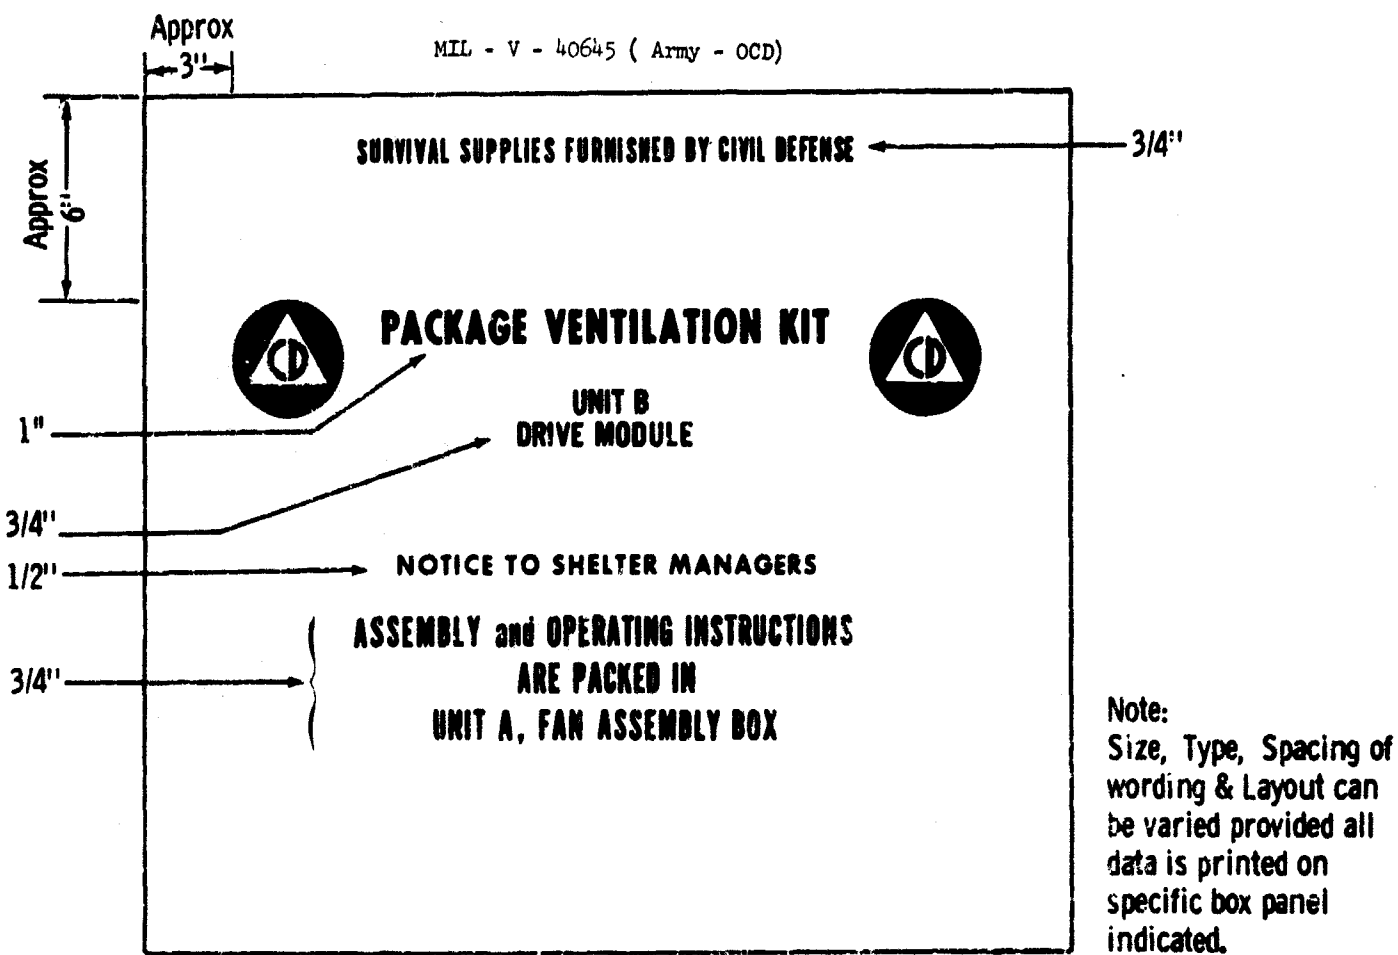 Approx
3"
MIL - V - 40645 ( Army - OCD)
Approx
6"
SURVIVAL SUPPLIES FURNISHED BY CIVIL DEFENSE
3/4"
CD
PACKAGE VENTILATION KIT
CD
1"
UNIT B
DRIVE MODULE
3/4"
1/2"
NOTICE TO SHELTER MANAGERS
3/4"
ASSEMBLY and OPERATING INSTRUCTIONS
ARE PACKED IN
UNIT A, FAN ASSEMBLY BOX
Note:
Size, Type, Spacing of
wording & Layout can
be varied provided all
data is printed on
specific box panel
indicated.